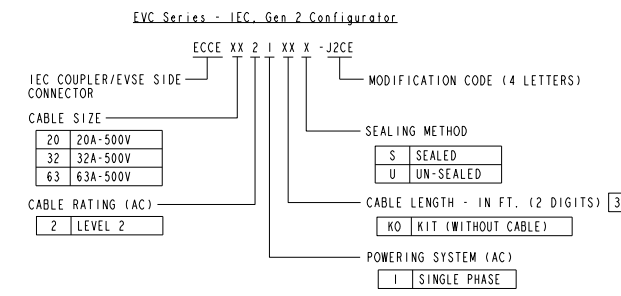 EVC Series - IEC, Gen 2 Configurator
ECCE XX 2 1 XX X -J2CE
IEC COUPLER/EVSE SIDE
CONNECTOR
MODIFICATION CODE (4 LETTERS)
CABLE SIZE
20 20A-500V
32 32A-500V
63 63A-500V
SEALING METHOD
S SEALED
U UN-SEALED
CABLE RATING (AC)
2 LEVEL 2
CABLE LENGTH - IN FT. (2 DIGITS) 3
KO KIT (WITHOUT CABLE)
POWERING SYSTEM (AC)
1 SINGLE PHASE